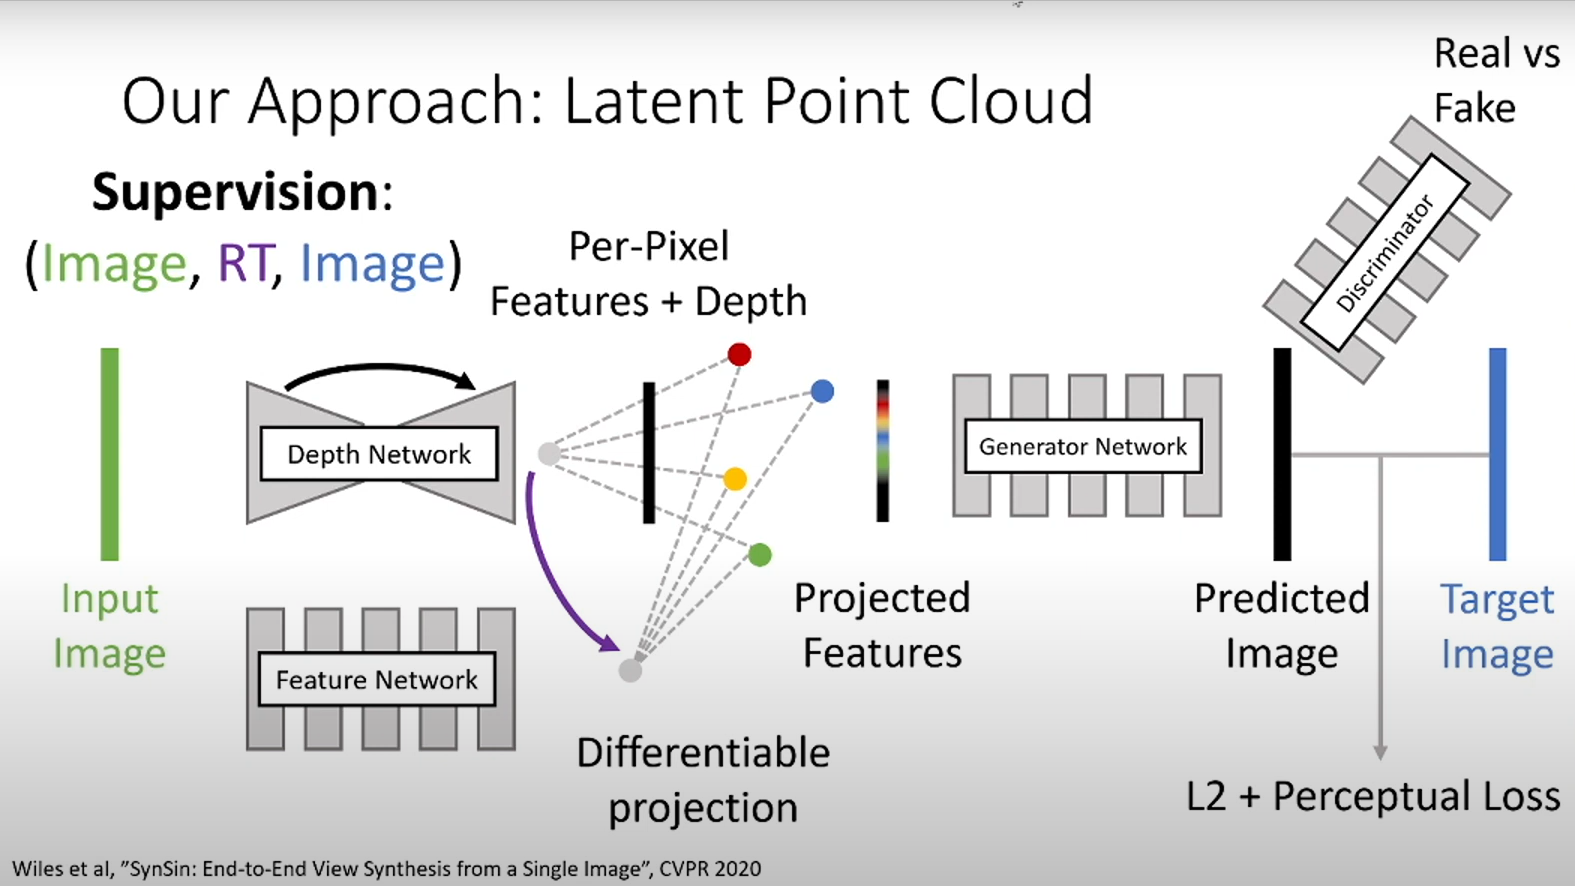 Our Approach: Latent Point Cloud
Real vs
Fake
Supervision:
(Image, RT, Image)
Per-Pixel
Features + Depth
Discriminator
Depth Network
Generator Network
Input
Image
Feature Network
Projected
Features
Predicted
Image
Target
Image
Differentiable
projection
L2 + Perceptual Loss
Wiles et al, ”SynSin: End-to-End View Synthesis from a Single Image”, CVPR 2020